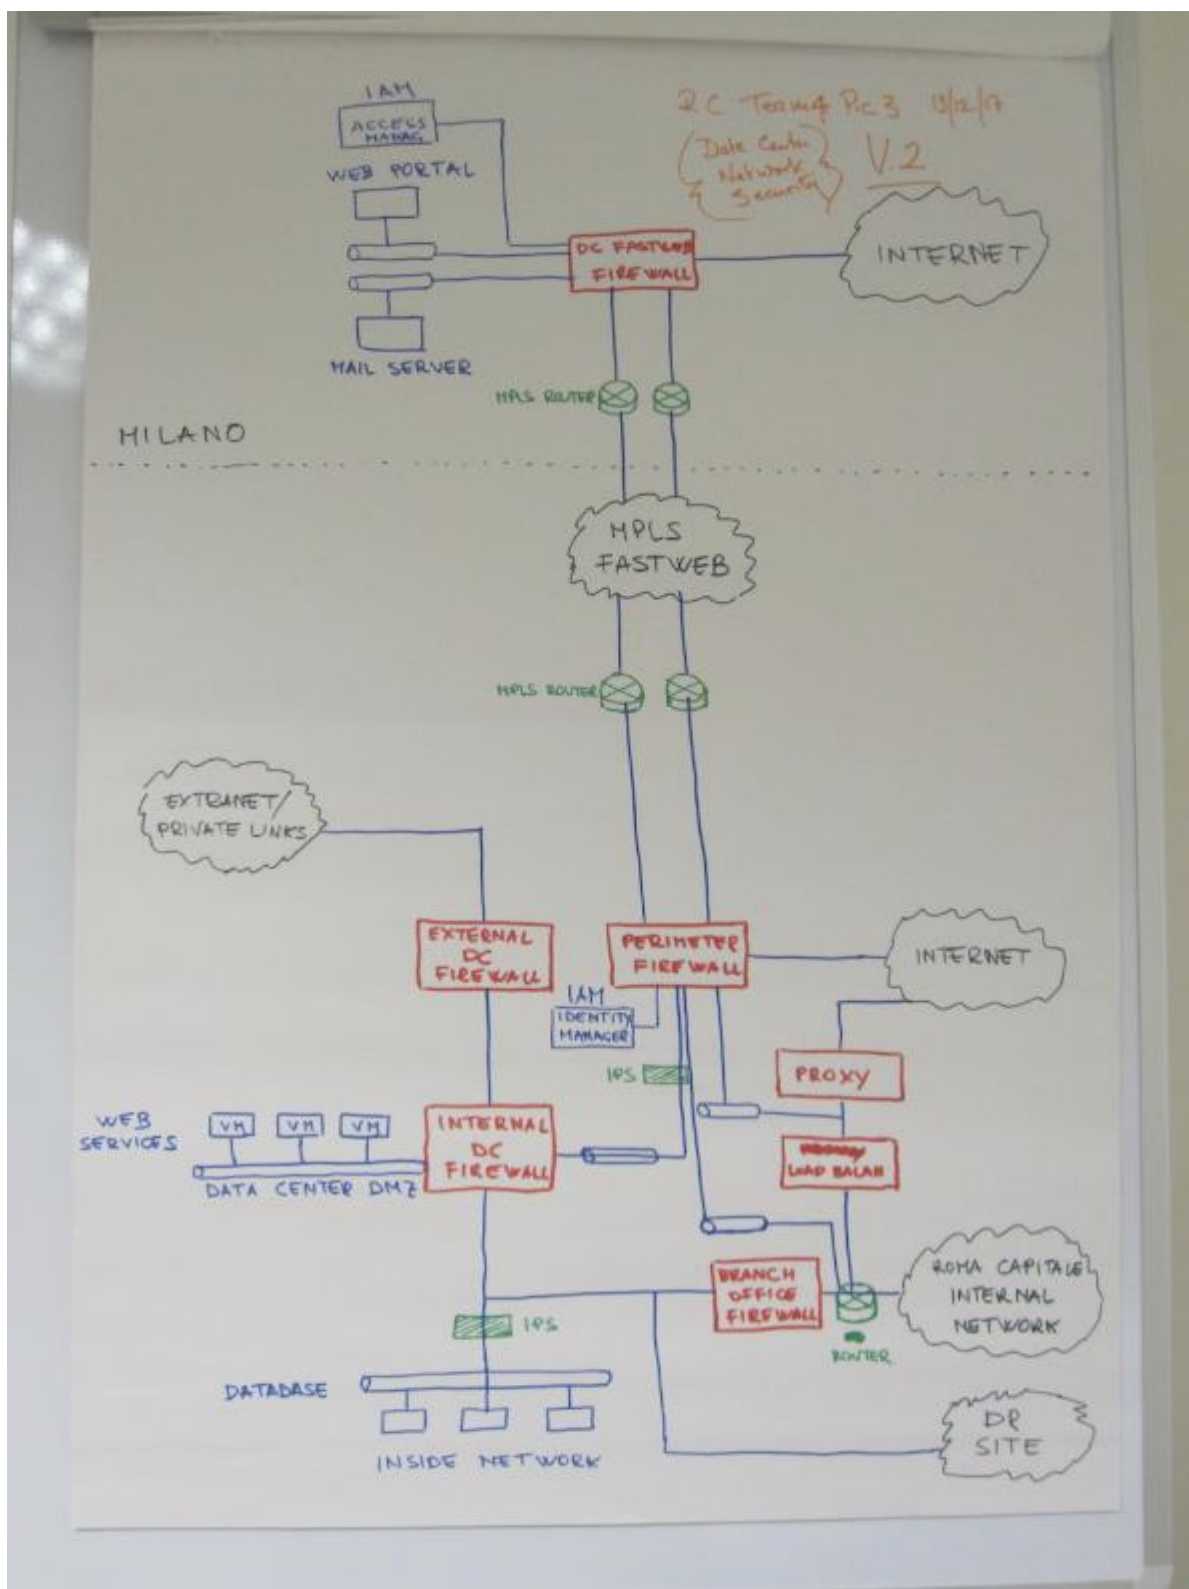 IAM
ACCESS
MANAG
WEB PORTAL
RC Team4 Pic 3 13/12/17
(Data Center
Network
Security)
V.2
DC FASTWEB
FIREWALL
INTERNET
MAIL SERVER
MPLS ROUTER
MILANO
MPLS
FASTWEB
MPLS ROUTER
EXTRANET/
PRIVATE LINKS
EXTERNAL
DC
FIREWALL
PERIMETER
FIREWALL
INTERNET
IAM
IDENTITY
MANAGER
IPS
PROXY
WEB
SERVICES
VM
VM
VM
INTERNAL
DC
FIREWALL
DATA CENTER DMZ
LOAD BALAN
BRANCH
OFFICE
FIREWALL
ROMA CAPITALE
INTERNAL
NETWORK
IPS
ROUTER
DATABASE
INSIDE NETWORK
DR
SITE